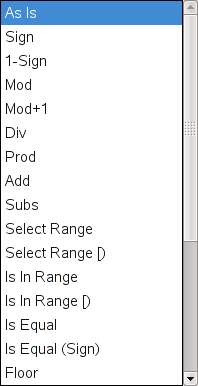 As Is
Sign
1-Sign
Mod
Mod+1
Div
Prod
Add
Subs
Select Range
Select Range [)
Is In Range
Is In Range [)
Is Equal
Is Equal (Sign)
Floor